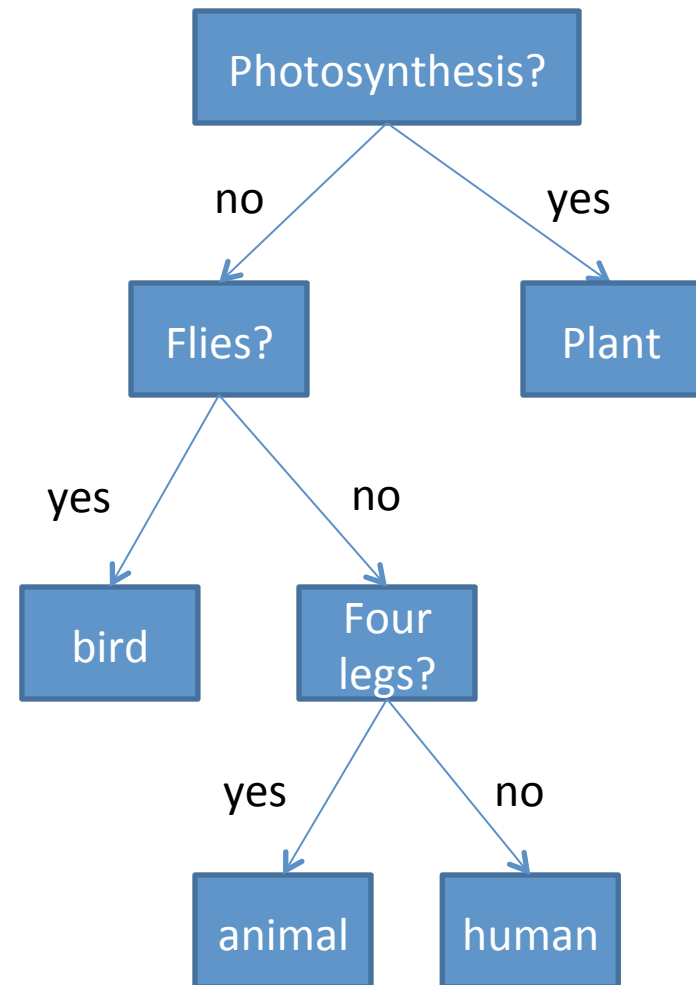 Photosynthesis?
no
yes
Flies?
Plant
yes
no
bird
Four
legs?
yes
no
animal
human